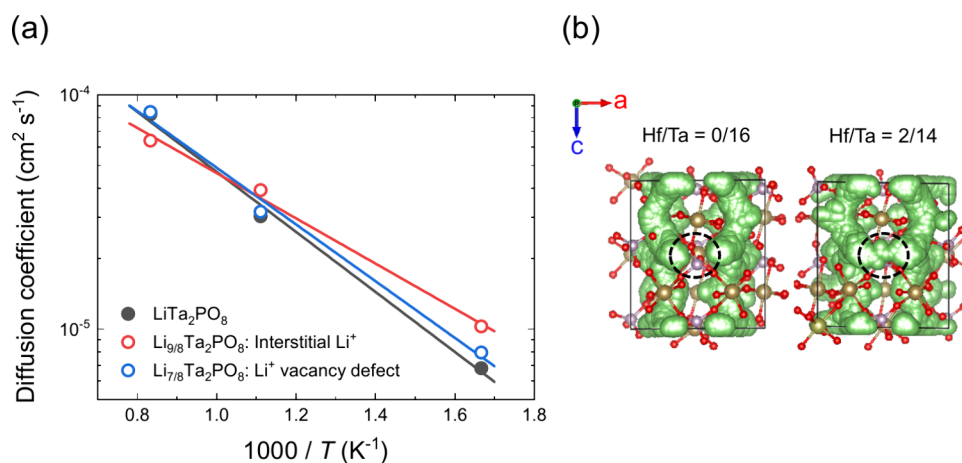 (a)
(b)
10⁻⁴
10⁻⁵
Diffusion coefficient (cm² s⁻¹)
LiTa₂PO₈
Li₉/₈Ta₂PO₈: Interstitial Li⁺
Li₇/₈Ta₂PO₈: Li⁺ vacancy defect
0.8 1.0 1.2 1.4 1.6 1.8
1000 / T (K⁻¹)
a
c
Hf/Ta = 0/16
Hf/Ta = 2/14